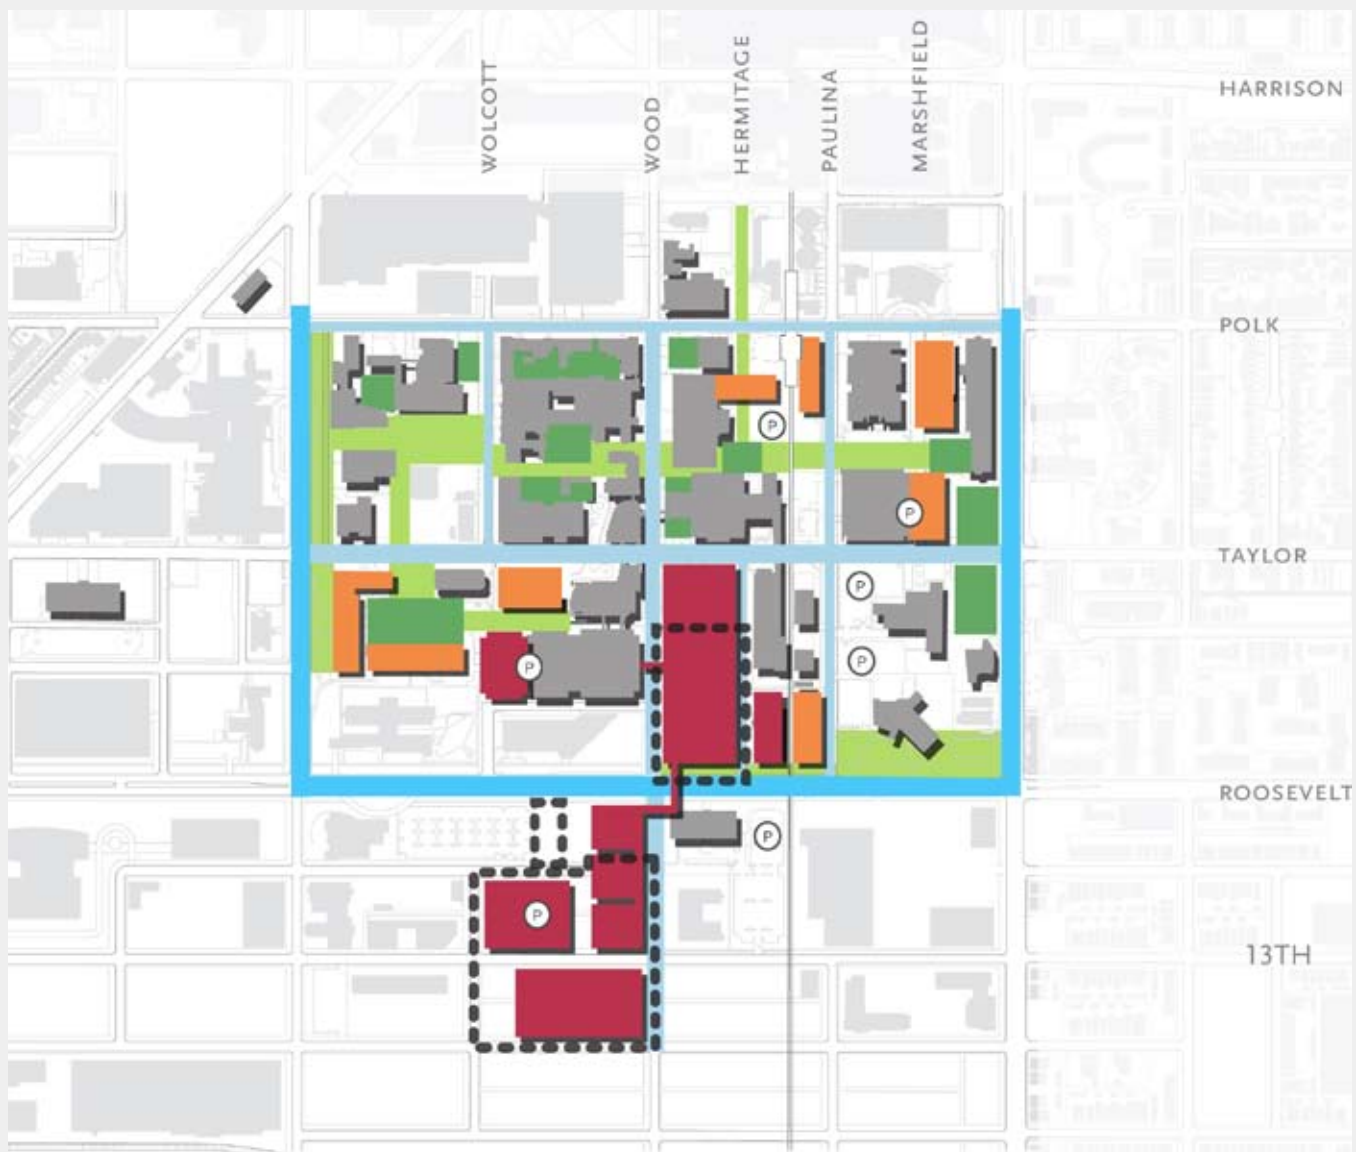 WOLCOTT
WOOD
HERMITAGE
PAULINA
MARSHFIELD
HARRISON
POLK
P
P
TAYLOR
P
P
P
ROOSEVELT
P
P
13TH